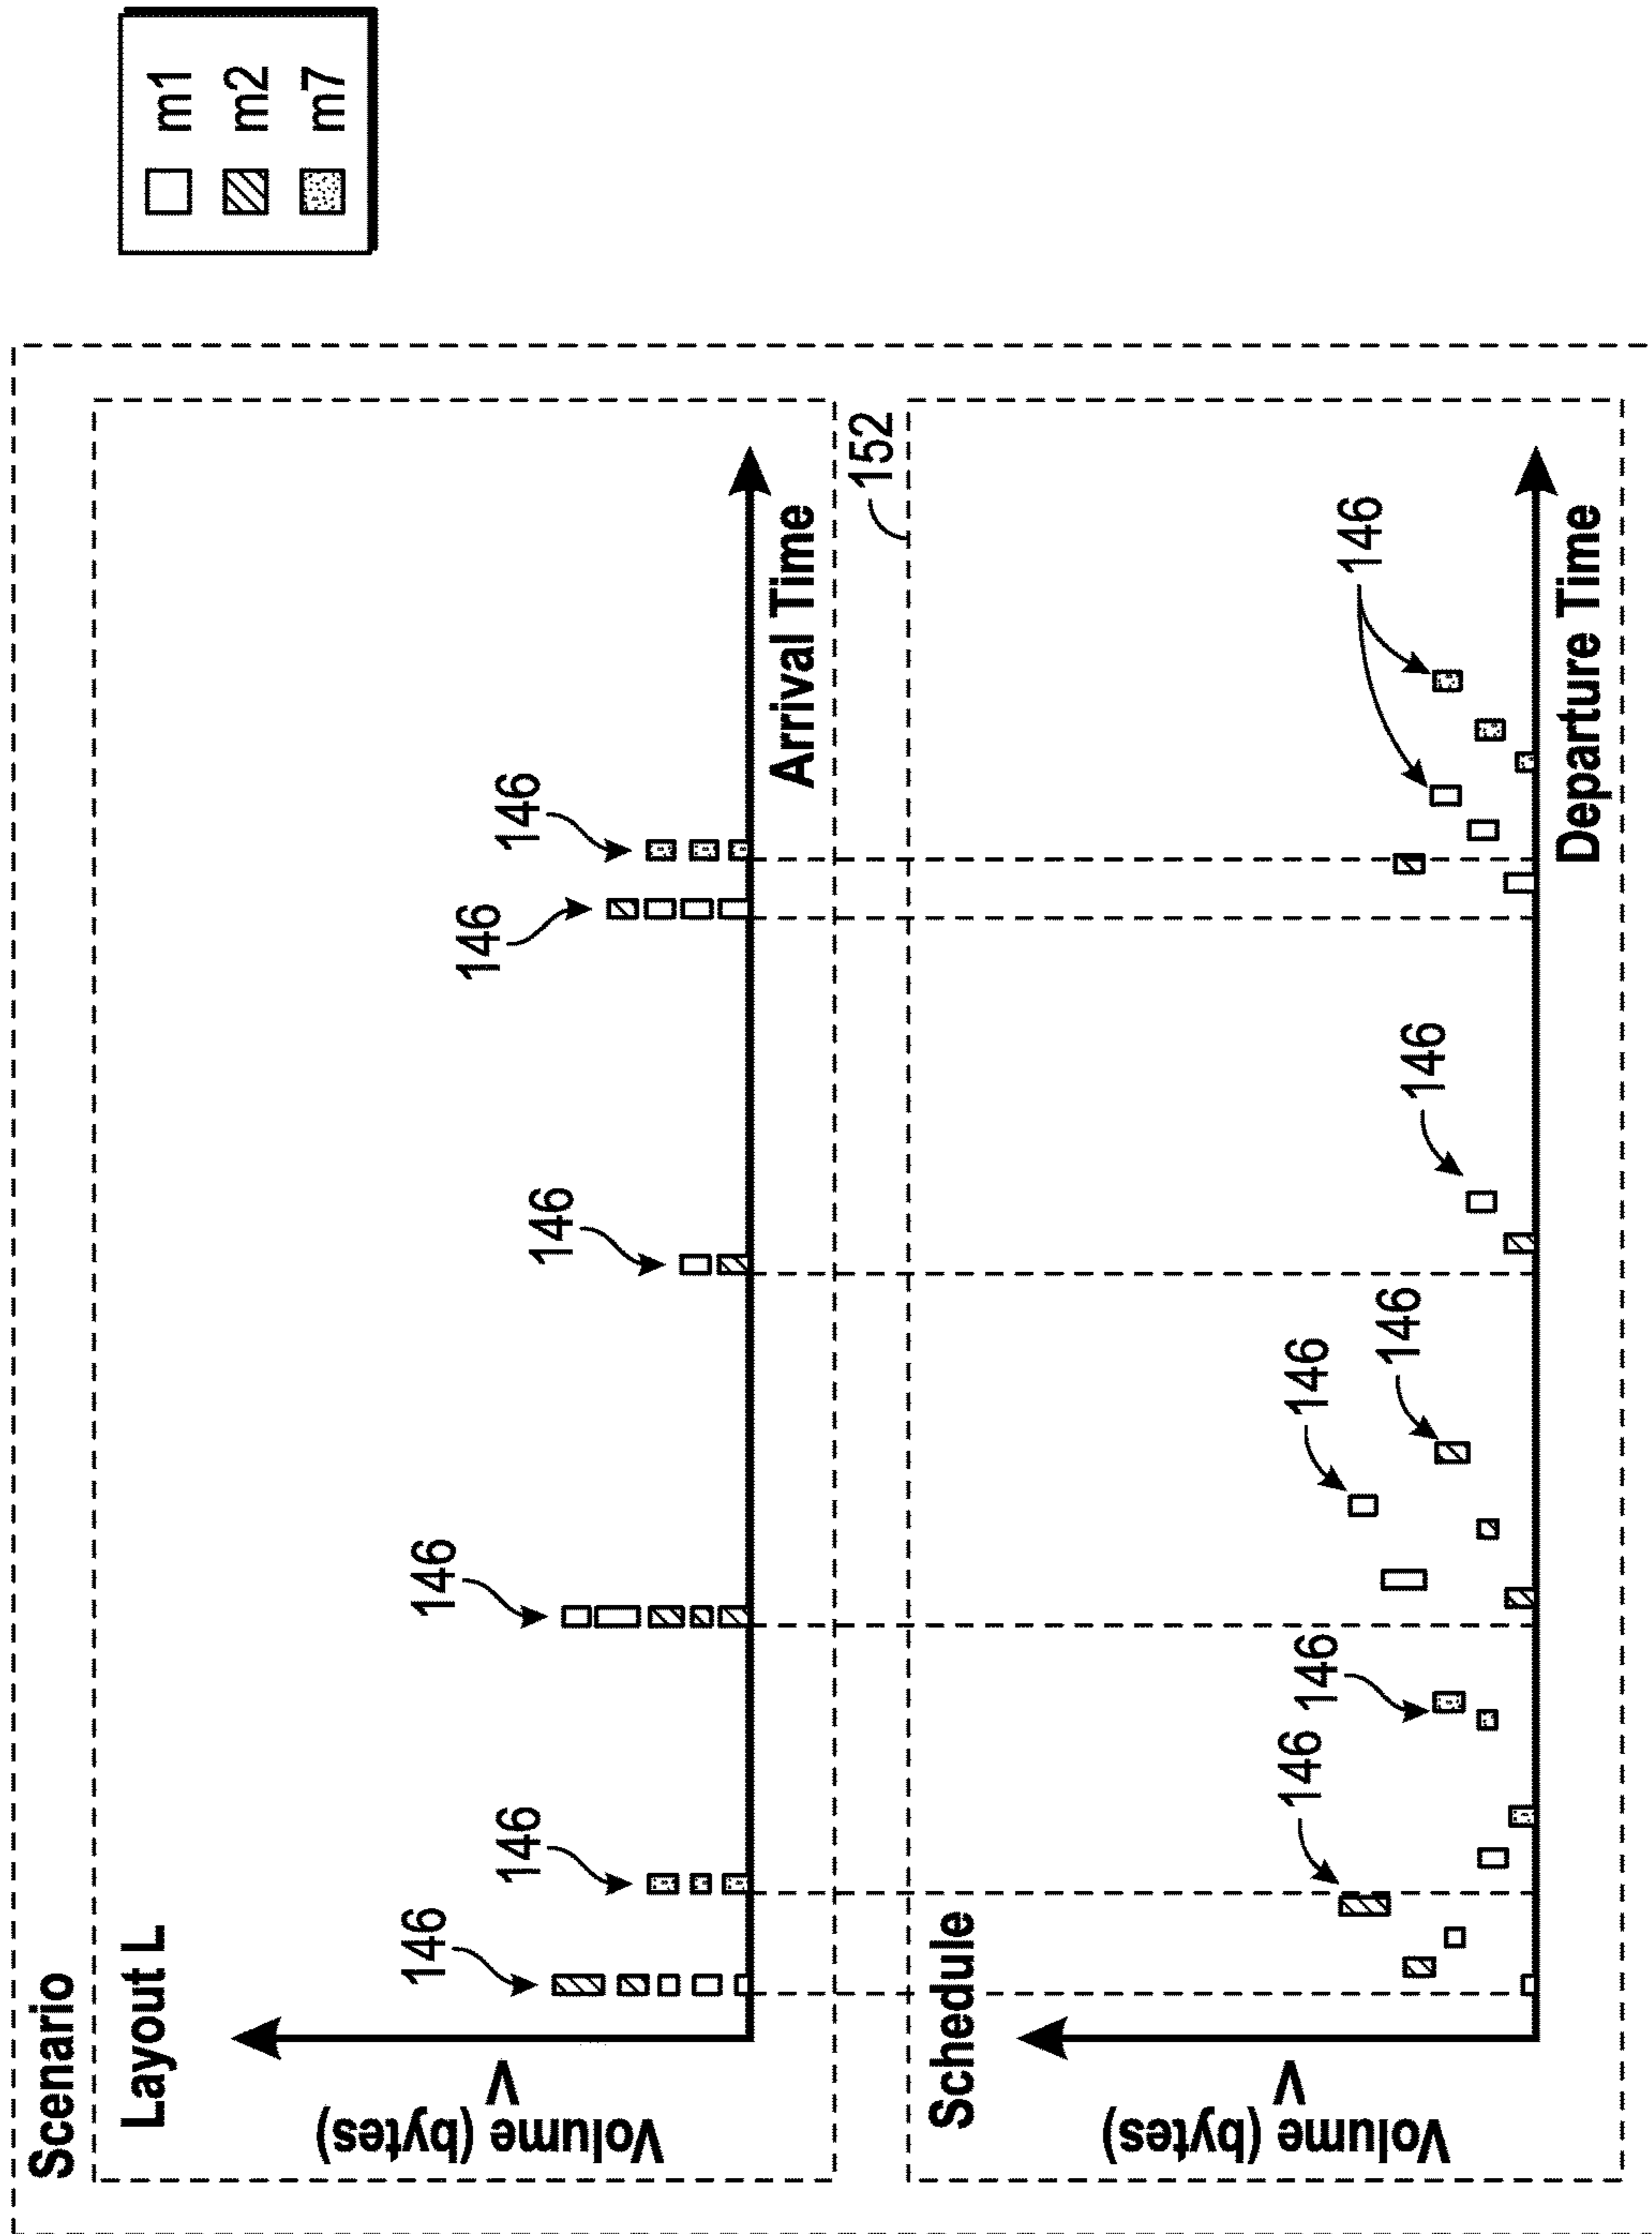 Scenario
m1
m2
m7
Layout L
Volume (bytes)
V
146
146
146
146
146
146
Arrival Time
152
Schedule
Volume (bytes)
V
146
146
146
146
146
146
Departure Time